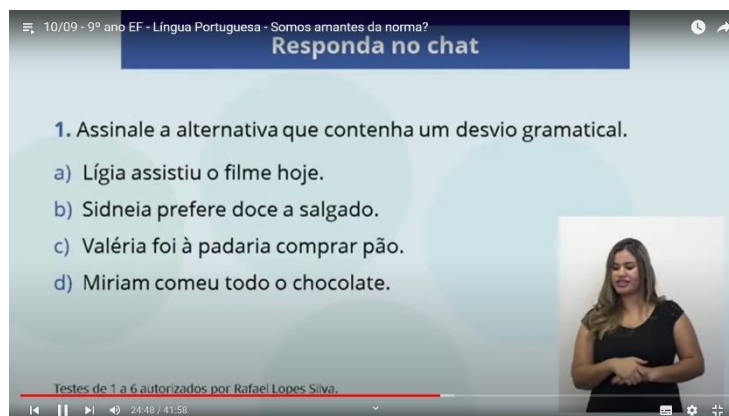 10/09 - 9º ano EF - Língua Portuguesa - Somos amantes da norma?
Responda no chat
1. Assinale a alternativa que contenha um desvio gramatical.
a) Lígia assistiu o filme hoje.
b) Sidneia prefere doce a salgado.
c) Valéria foi à padaria comprar pão.
d) Miriam comeu todo o chocolate.
Testes de 1 a 6 autorizados por Rafael Lopes Silva.
24:48 / 41:58